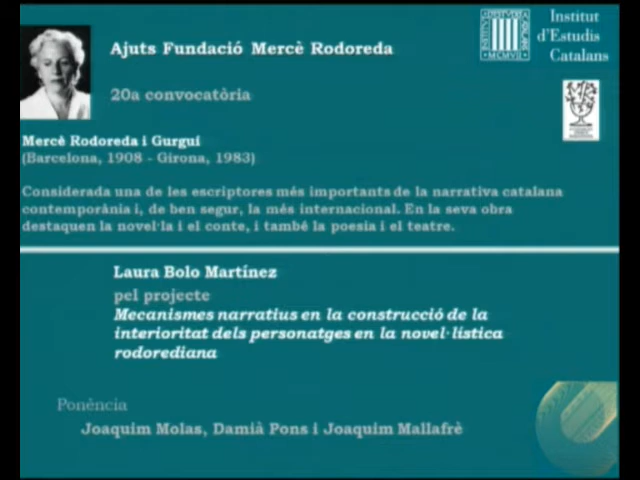 Institut
d'Estudis
Catalans
Ajuts Fundació Mercè Rodoreda
20a convocatòria
Mercè Rodoreda i Gurguí
(Barcelona, 1908 - Girona, 1983)
Considerada una de les escriptores més importants de la narrativa catalana
contemporània i, de ben segur, la més internacional. En la seva obra
destaquen la novel·la i el conte, i també la poesia i el teatre.
Laura Bolo Martínez
pel projecte
Mecanismes narratius en la construcció de la
interioritat dels personatges en la novel·lística
rodorediana
Ponència
Joaquim Molas, Damià Pons i Joaquim Mallafrè